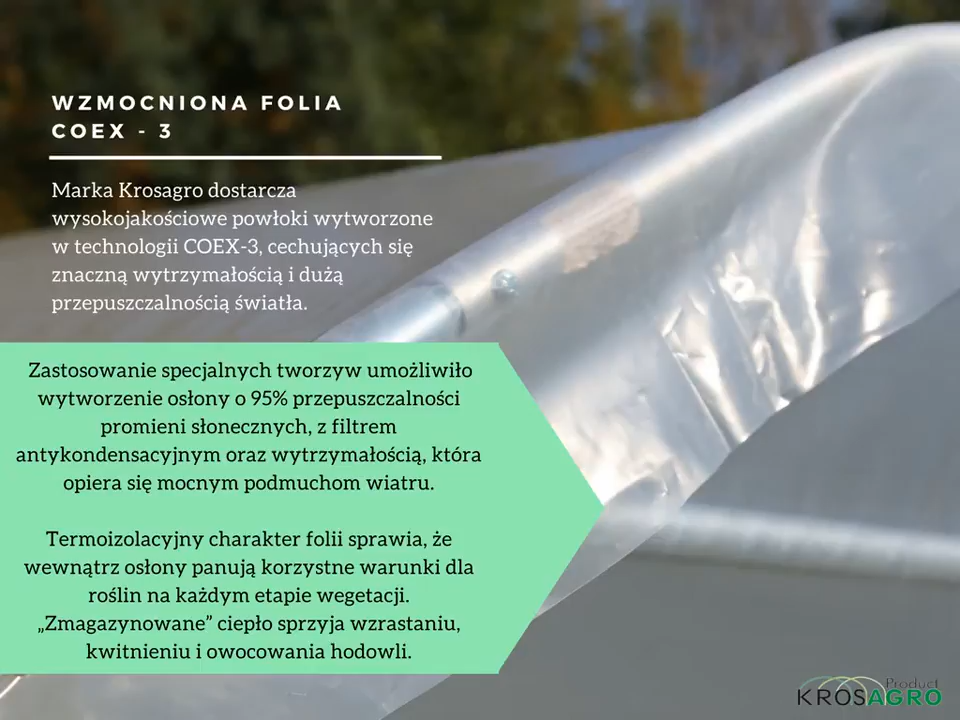 WZMOCNIONA FOLIA
COEX - 3
Marka Krosagro dostarcza
wysokojakościowe powłoki wytworzone
w technologii COEX-3, cechujących się
znaczną wytrzymałością i dużą
przepuszczalnością światła.
Zastosowanie specjalnych tworzyw umożliwiło
wytworzenie osłony o 95% przepuszczalności
promieni słonecznych, z filtrem
antykondensacyjnym oraz wytrzymałością, która
opiera się mocnym podmuchom wiatru.
Termoizolacyjny charakter folii sprawia, że
wewnątrz osłony panują korzystne warunki dla
roślin na każdym etapie wegetacji.
„Zmagazynowane” ciepło sprzyja wzrastaniu,
kwitnieniu i owocowania hodowli.
Product
KROSAGRO